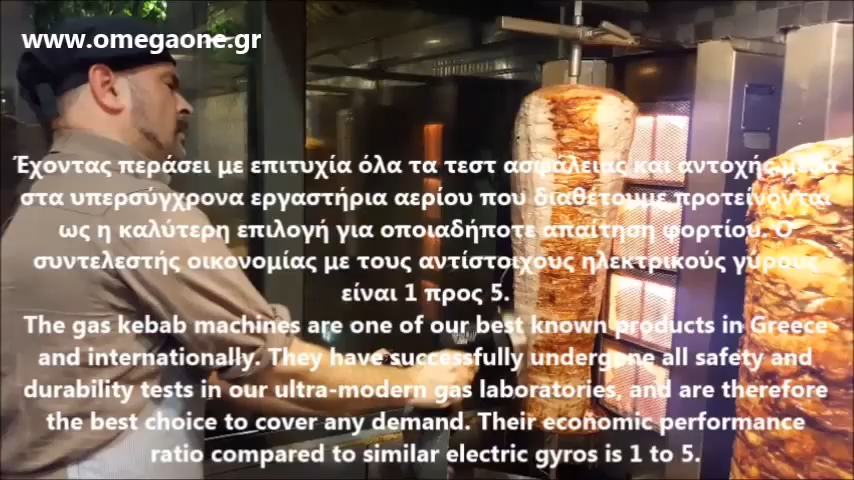 www.omegaone.gr
Έχοντας περάσει με επιτυχία όλα τα τεστ ασφάλειας και αντοχής μέσα
στα υπερσύγχρονα εργαστήρια αερίου που διαθέτουμε προτείνονται
ως η καλύτερη επιλογή για οποιαδήποτε απαίτηση φορτίου. Ο
συντελεστής οικονομίας με τους αντίστοιχους ηλεκτρικούς γύρους
είναι 1 προς 5.
The gas kebab machines are one of our best known products in Greece
and internationally. They have successfully undergone all safety and
durability tests in our ultra-modern gas laboratories, and are therefore
the best choice to cover any demand. Their economic performance
ratio compared to similar electric gyros is 1 to 5.